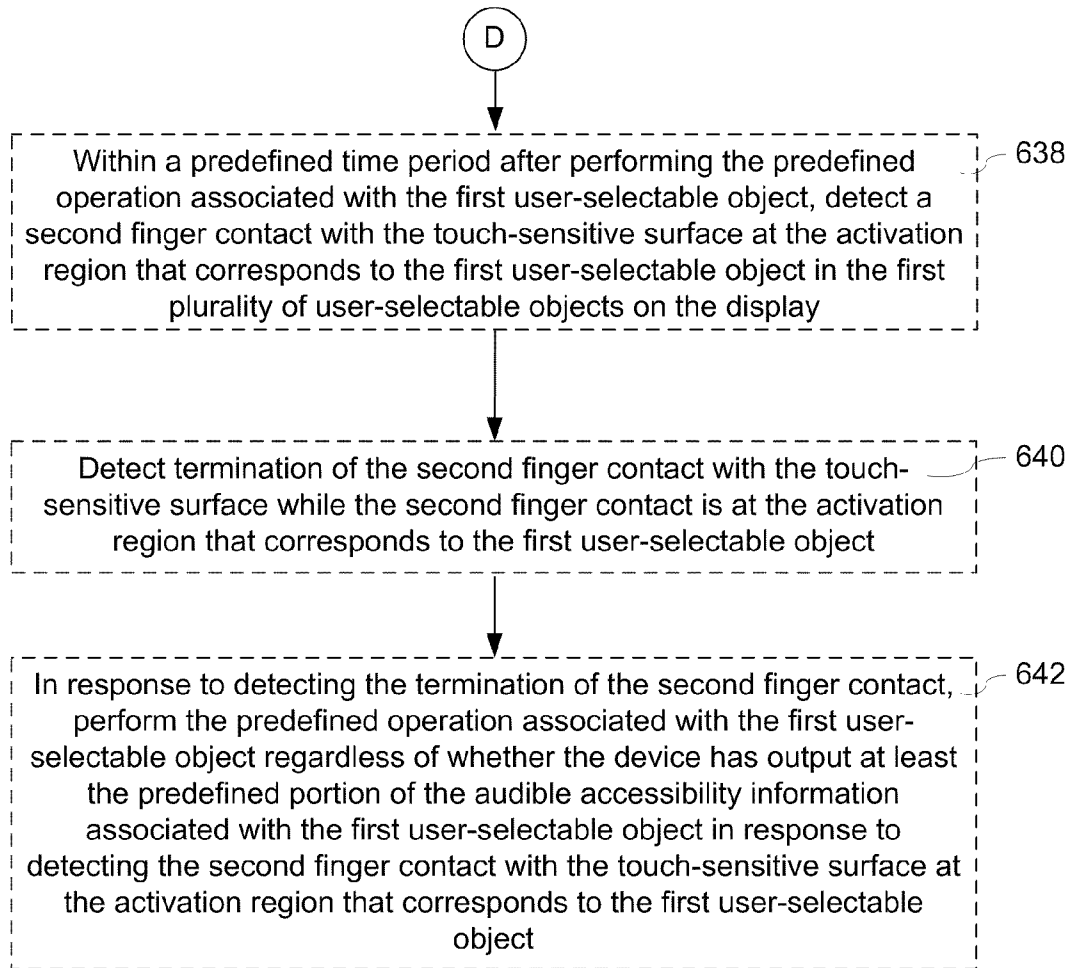 D
Within a predefined time period after performing the predefined
operation associated with the first user-selectable object, detect a
second finger contact with the touch-sensitive surface at the activation
region that corresponds to the first user-selectable object in the first
plurality of user-selectable objects on the display
638
Detect termination of the second finger contact with the touch-
sensitive surface while the second finger contact is at the activation
region that corresponds to the first user-selectable object
640
In response to detecting the termination of the second finger contact,
perform the predefined operation associated with the first user-
selectable object regardless of whether the device has output at least
the predefined portion of the audible accessibility information
associated with the first user-selectable object in response to
detecting the second finger contact with the touch-sensitive surface at
the activation region that corresponds to the first user-selectable
object
642